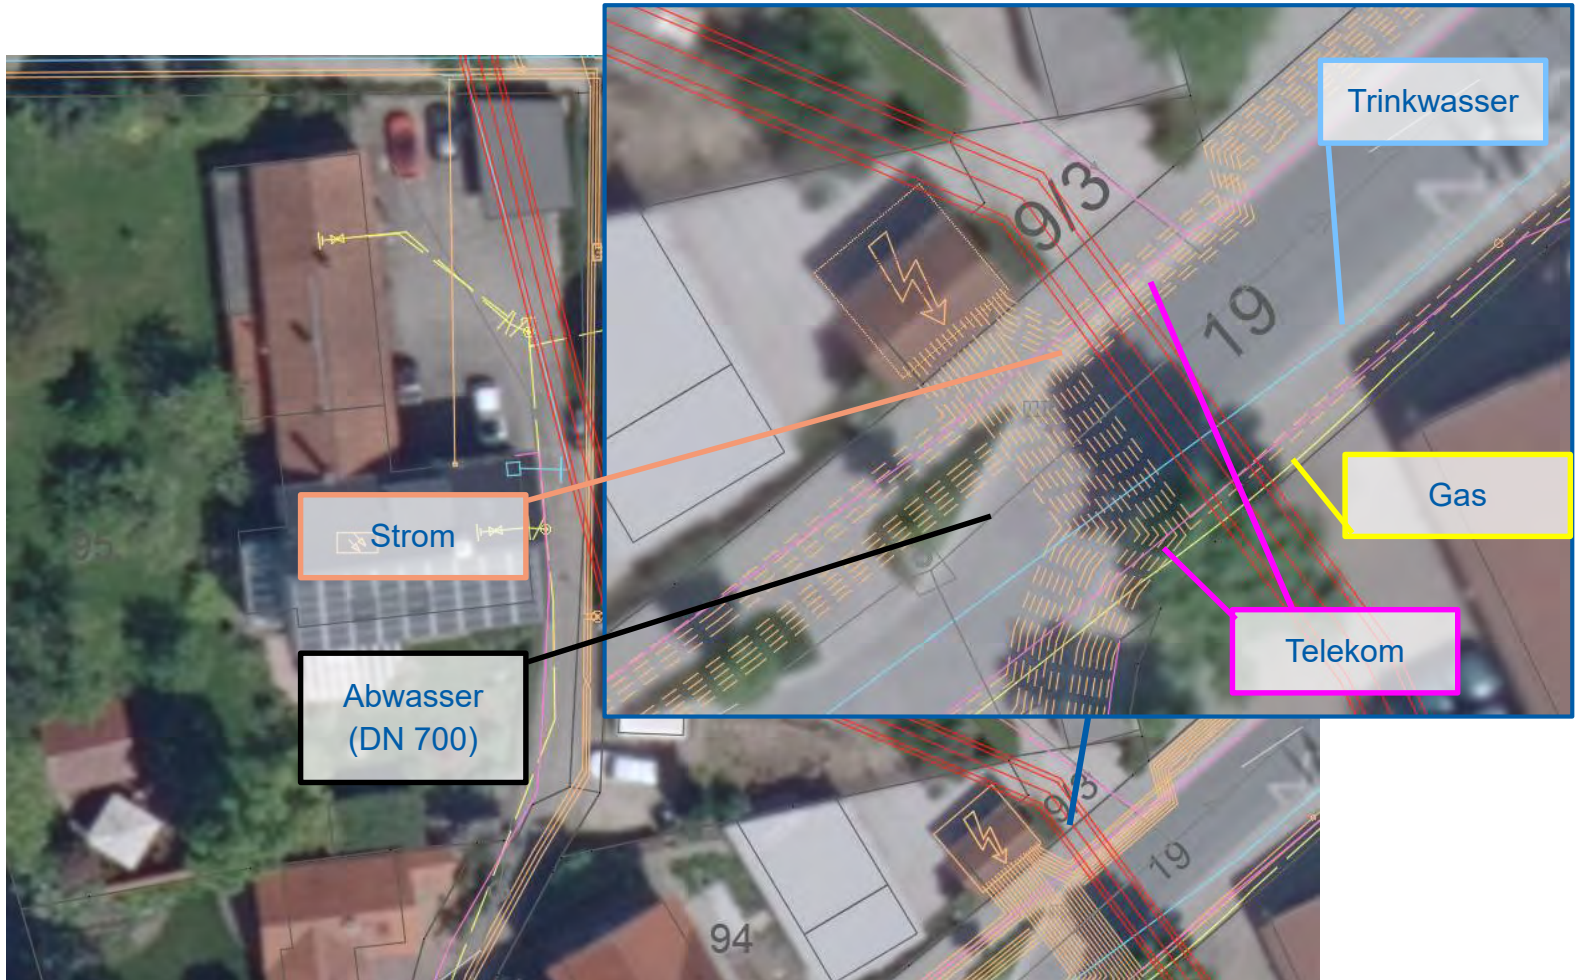 Trinkwasser
9/3
19
Gas
Strom
95
Telekom
Abwasser
(DN 700)
9/3
19
94